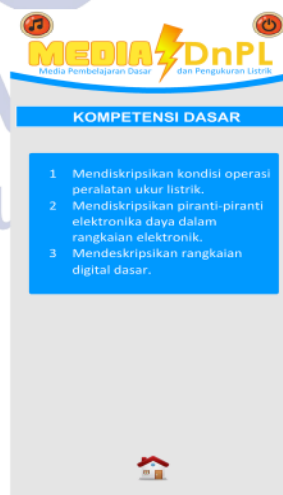 MEDIA DnPL
Media Pembelajaran Dasar dan Pengukuran Listrik
KOMPETENSI DASAR
1 Mendiskripsikan kondisi operasi
peralatan ukur listrik.
2 Mendiskripsikan piranti-piranti
elektronika daya dalam
rangkaian elektronik.
3 Mendeskripsikan rangkaian
digital dasar.